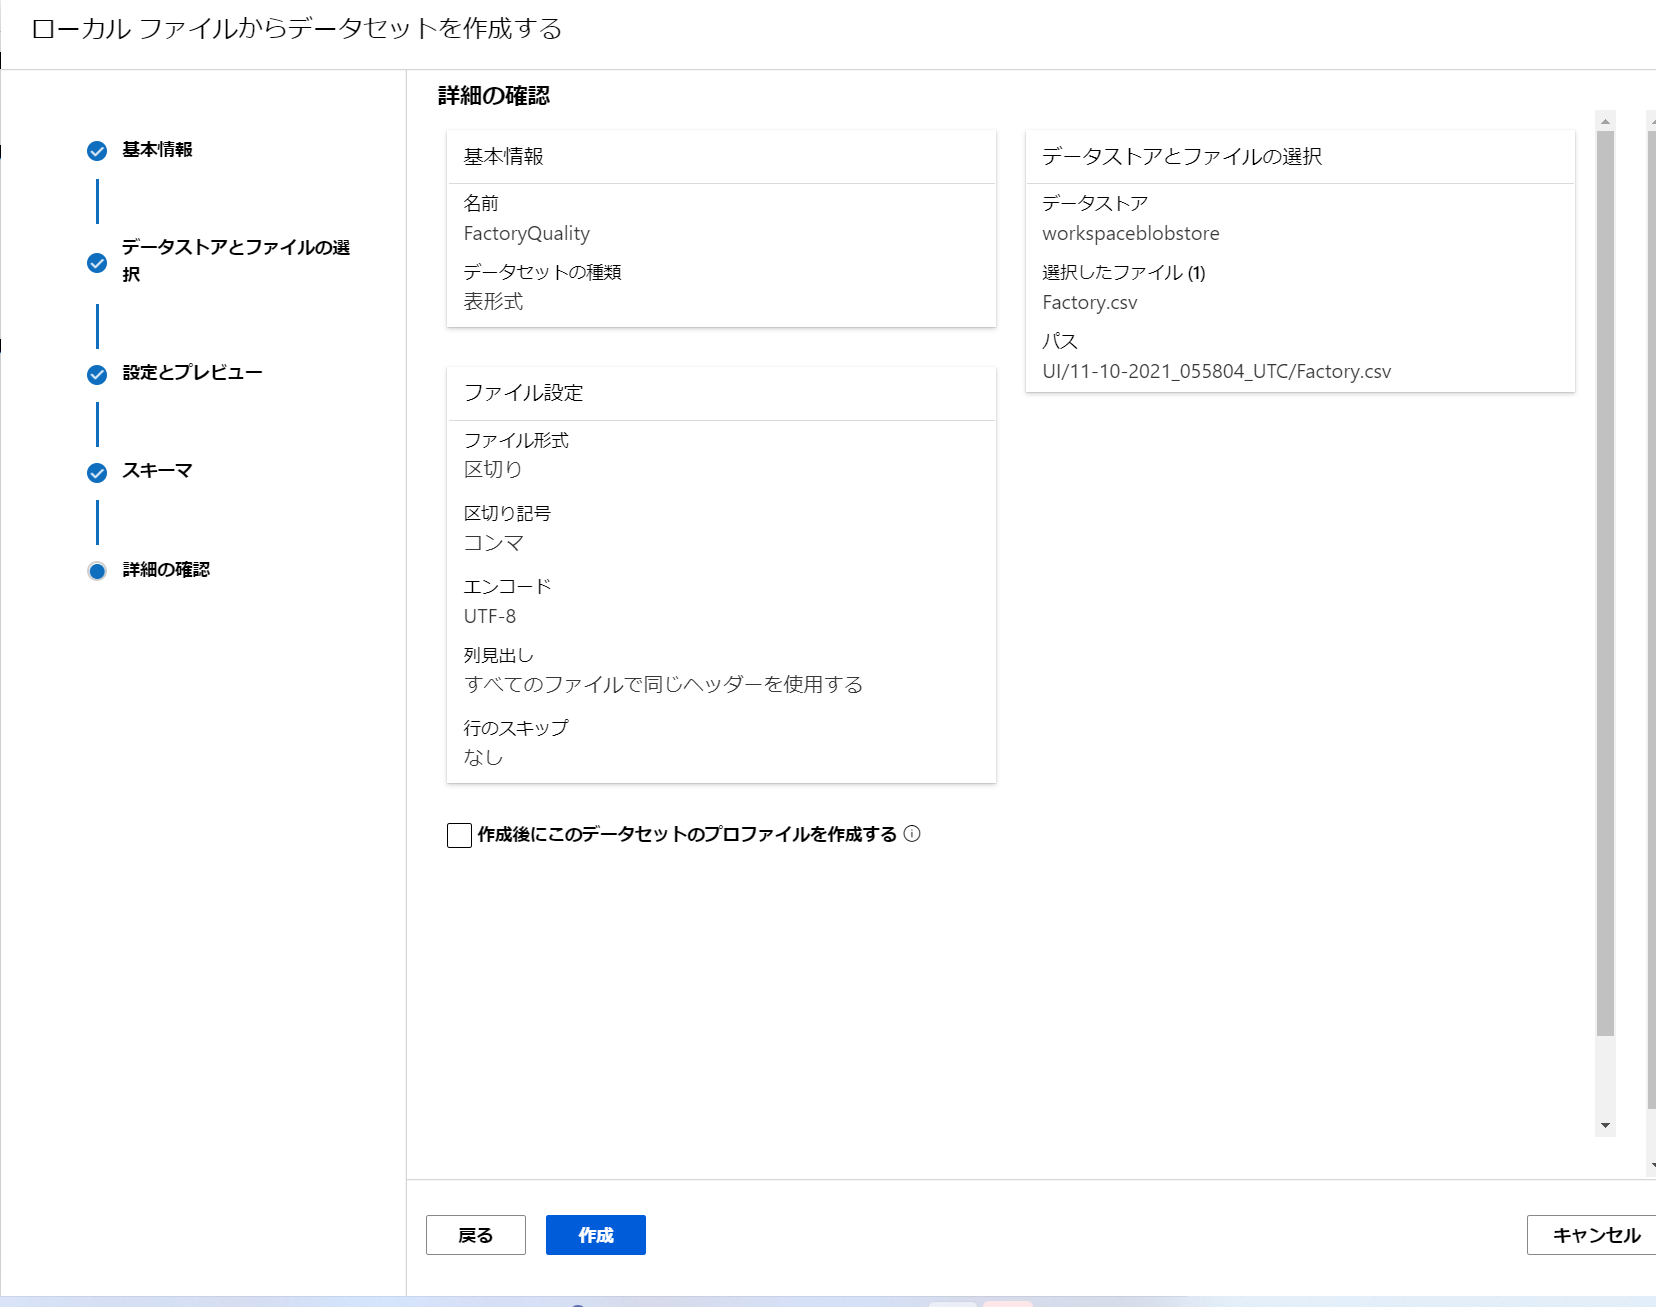 ローカル ファイルからデータセットを作成する
基本情報
データストアとファイルの選
択
設定とプレビュー
スキーマ
詳細の確認
詳細の確認
基本情報
名前
FactoryQuality
データセットの種類
表形式
ファイル設定
ファイル形式
区切り
区切り記号
コンマ
エンコード
UTF-8
列見出し
すべてのファイルで同じヘッダーを使用する
行のスキップ
なし
データストアとファイルの選択
データストア
workspaceblobstore
選択したファイル (1)
Factory.csv
パス
UI/11-10-2021_055804_UTC/Factory.csv
作成後にこのデータセットのプロファイルを作成する
戻る
作成
キャンセル